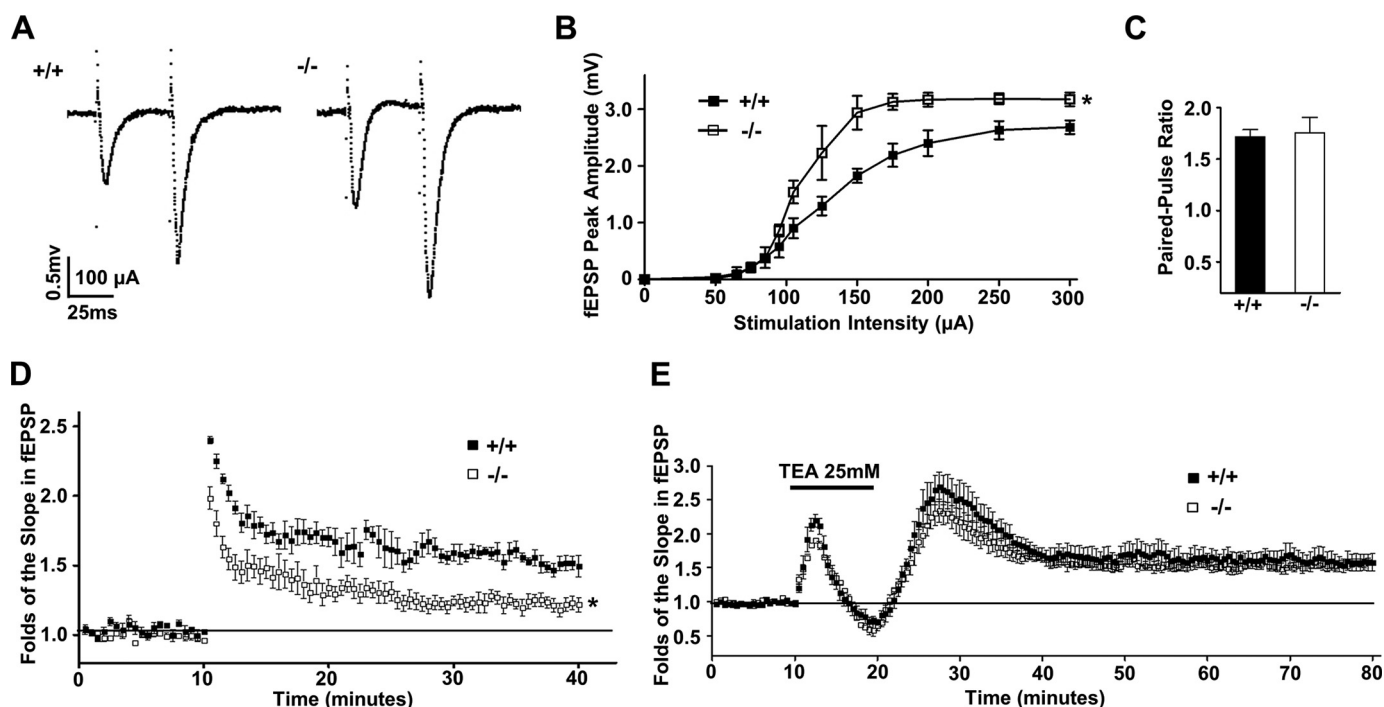 A
+/+
-/-
0.5mv
100 µA
25ms
B
fEPSP Peak Amplitude (mV)
3.0
2.0
1.0
0
+/+
-/-
*
0 50 100 150 200 250 300
Stimulation Intensity (µA)
C
Paired-Pulse Ratio
2.0
1.5
1.0
0.5
+/+ -/-
D
Folds of the Slope in fEPSP
2.5
2.0
1.5
1.0
+/+
-/-
*
0 10 20 30 40
Time (minutes)
E
Folds of the Slope in fEPSP
3.0
2.5
2.0
1.5
1.0
0.5
TEA 25mM
+/+
-/-
0 10 20 30 40 50 60 70 80
Time (minutes)